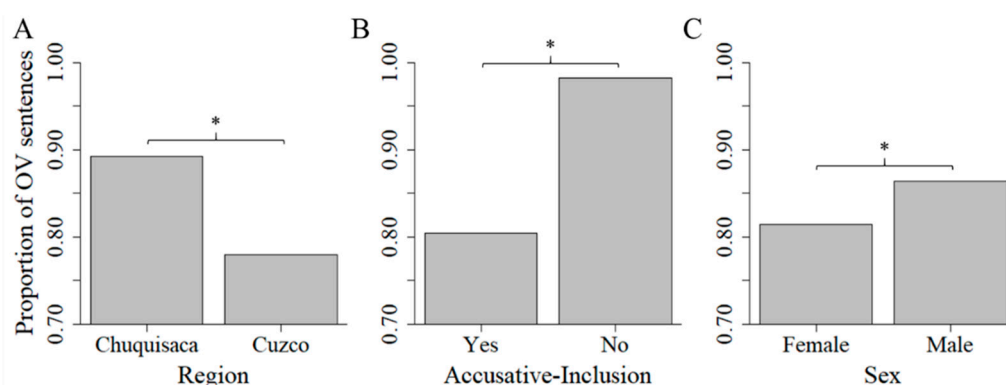 A
Proportion of OV sentences
1.00
0.90
0.80
0.70
*
Chuquisaca Cuzco
Region
B
1.00
0.90
0.80
0.70
*
Yes No
Accusative-Inclusion
C
1.00
0.90
0.80
0.70
*
Female Male
Sex